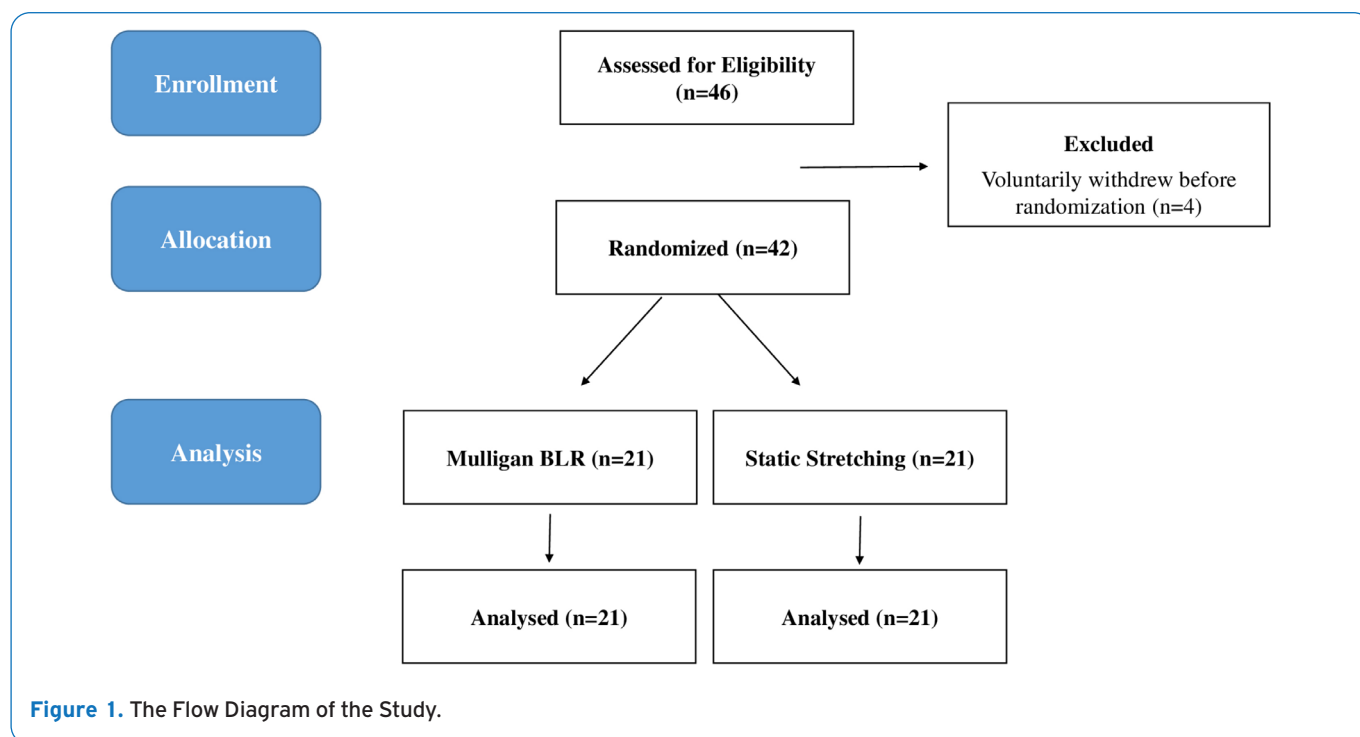 Enrollment
Assessed for Eligibility
(n=46)
Excluded
Voluntarily withdrew before
randomization (n=4)
Allocation
Randomized (n=42)
Analysis
Mulligan BLR (n=21)
Static Stretching (n=21)
Analysed (n=21)
Analysed (n=21)
Figure 1. The Flow Diagram of the Study.